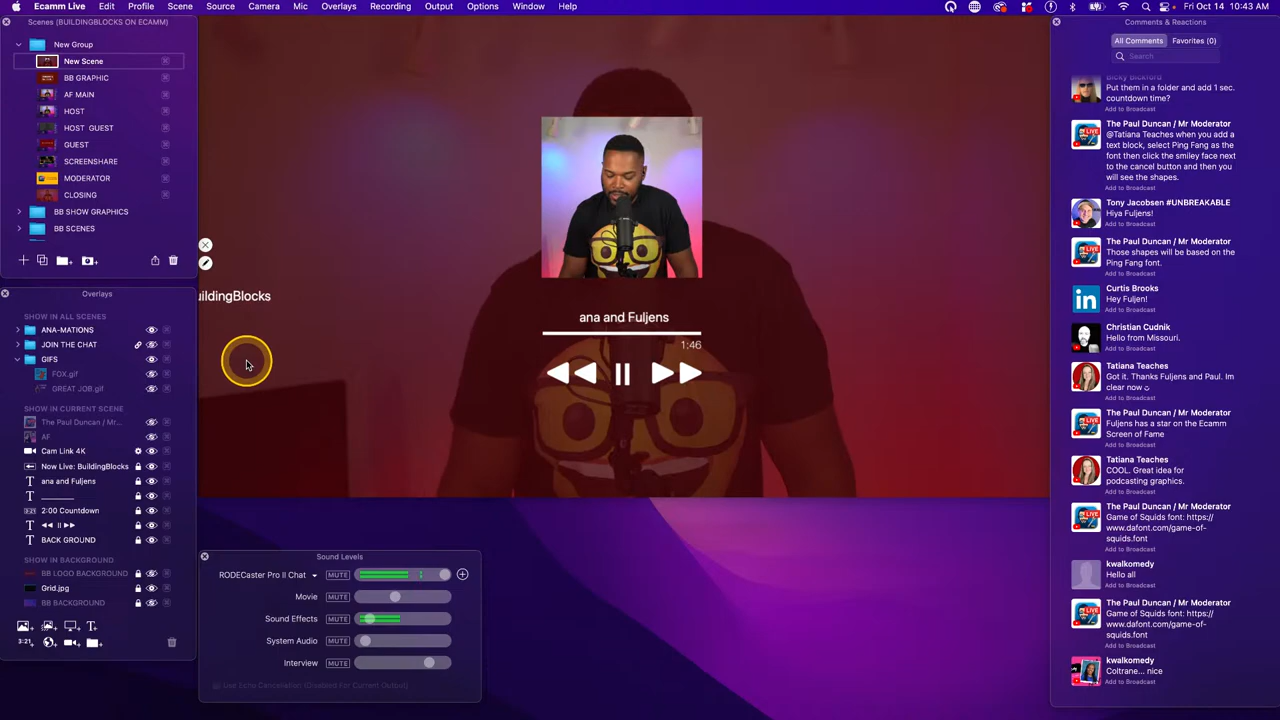 Ecamm Live Edit Profile Scene Source Camera Mic Overlays Recording Output Options Window Help
Fri Oct 14 10:43 AM
Scenes (BUILDINGBLOCKS ON ECAMM)
New Group
New Scene
BB GRAPHIC
AF MAIN
HOST
HOST GUEST
GUEST
SCREENSHARE
MODERATOR
CLOSING
BB SHOW GRAPHICS
BB SCENES
Overlays
SHOW IN ALL SCENES
ANA-MATIONS
JOIN THE CHAT
GIFS
FOX.gif
GREAT JOB.gif
SHOW IN CURRENT SCENE
The Paul Duncan / Mr...
AF
Cam Link 4K
Now Live: BuildingBlocks
ana and Fuljens
________
2:00 Countdown
◀◀ II ▶▶
BACK GROUND
SHOW IN BACKGROUND
BB LOGO BACKGROUND
Grid.jpg
BB BACKGROUND
uildingBlocks
ana and Fuljens
1:46
Sound Levels
RODECaster Pro II Chat MUTE
Movie MUTE
Sound Effects MUTE
System Audio MUTE
Interview MUTE
Use Echo Cancellation (Disabled For Current Output)
Comments & Reactions
All Comments Favorites (0)
Search
Bicky Bickford
Put them in a folder and add 1 sec.
countdown time?
Add to Broadcast
The Paul Duncan / Mr Moderator
@Tatiana Teaches when you add a
text block, select Ping Fang as the
font then click the smiley face next
to the cancel button and then you
will see the shapes.
Add to Broadcast
Tony Jacobsen #UNBREAKABLE
Hiya Fuljens!
Add to Broadcast
The Paul Duncan / Mr Moderator
Those shapes will be based on the
Ping Fang font.
Add to Broadcast
Curtis Brooks
Hey Fuljen!
Add to Broadcast
Christian Cudnik
Hello from Missouri.
Add to Broadcast
Tatiana Teaches
Got it. Thanks Fuljens and Paul. Im
clear now
Add to Broadcast
The Paul Duncan / Mr Moderator
Fuljens has a star on the Ecamm
Screen of Fame
Add to Broadcast
Tatiana Teaches
COOL. Great idea for
podcasting graphics.
Add to Broadcast
The Paul Duncan / Mr Moderator
Game of Squids font: https://
www.dafont.com/game-of-
squids.font
Add to Broadcast
kwalkomedy
Hello all
Add to Broadcast
The Paul Duncan / Mr Moderator
Game of Squids font: https://
www.dafont.com/game-of-
squids.font
Add to Broadcast
kwalkomedy
Coltrane... nice
Add to Broadcast